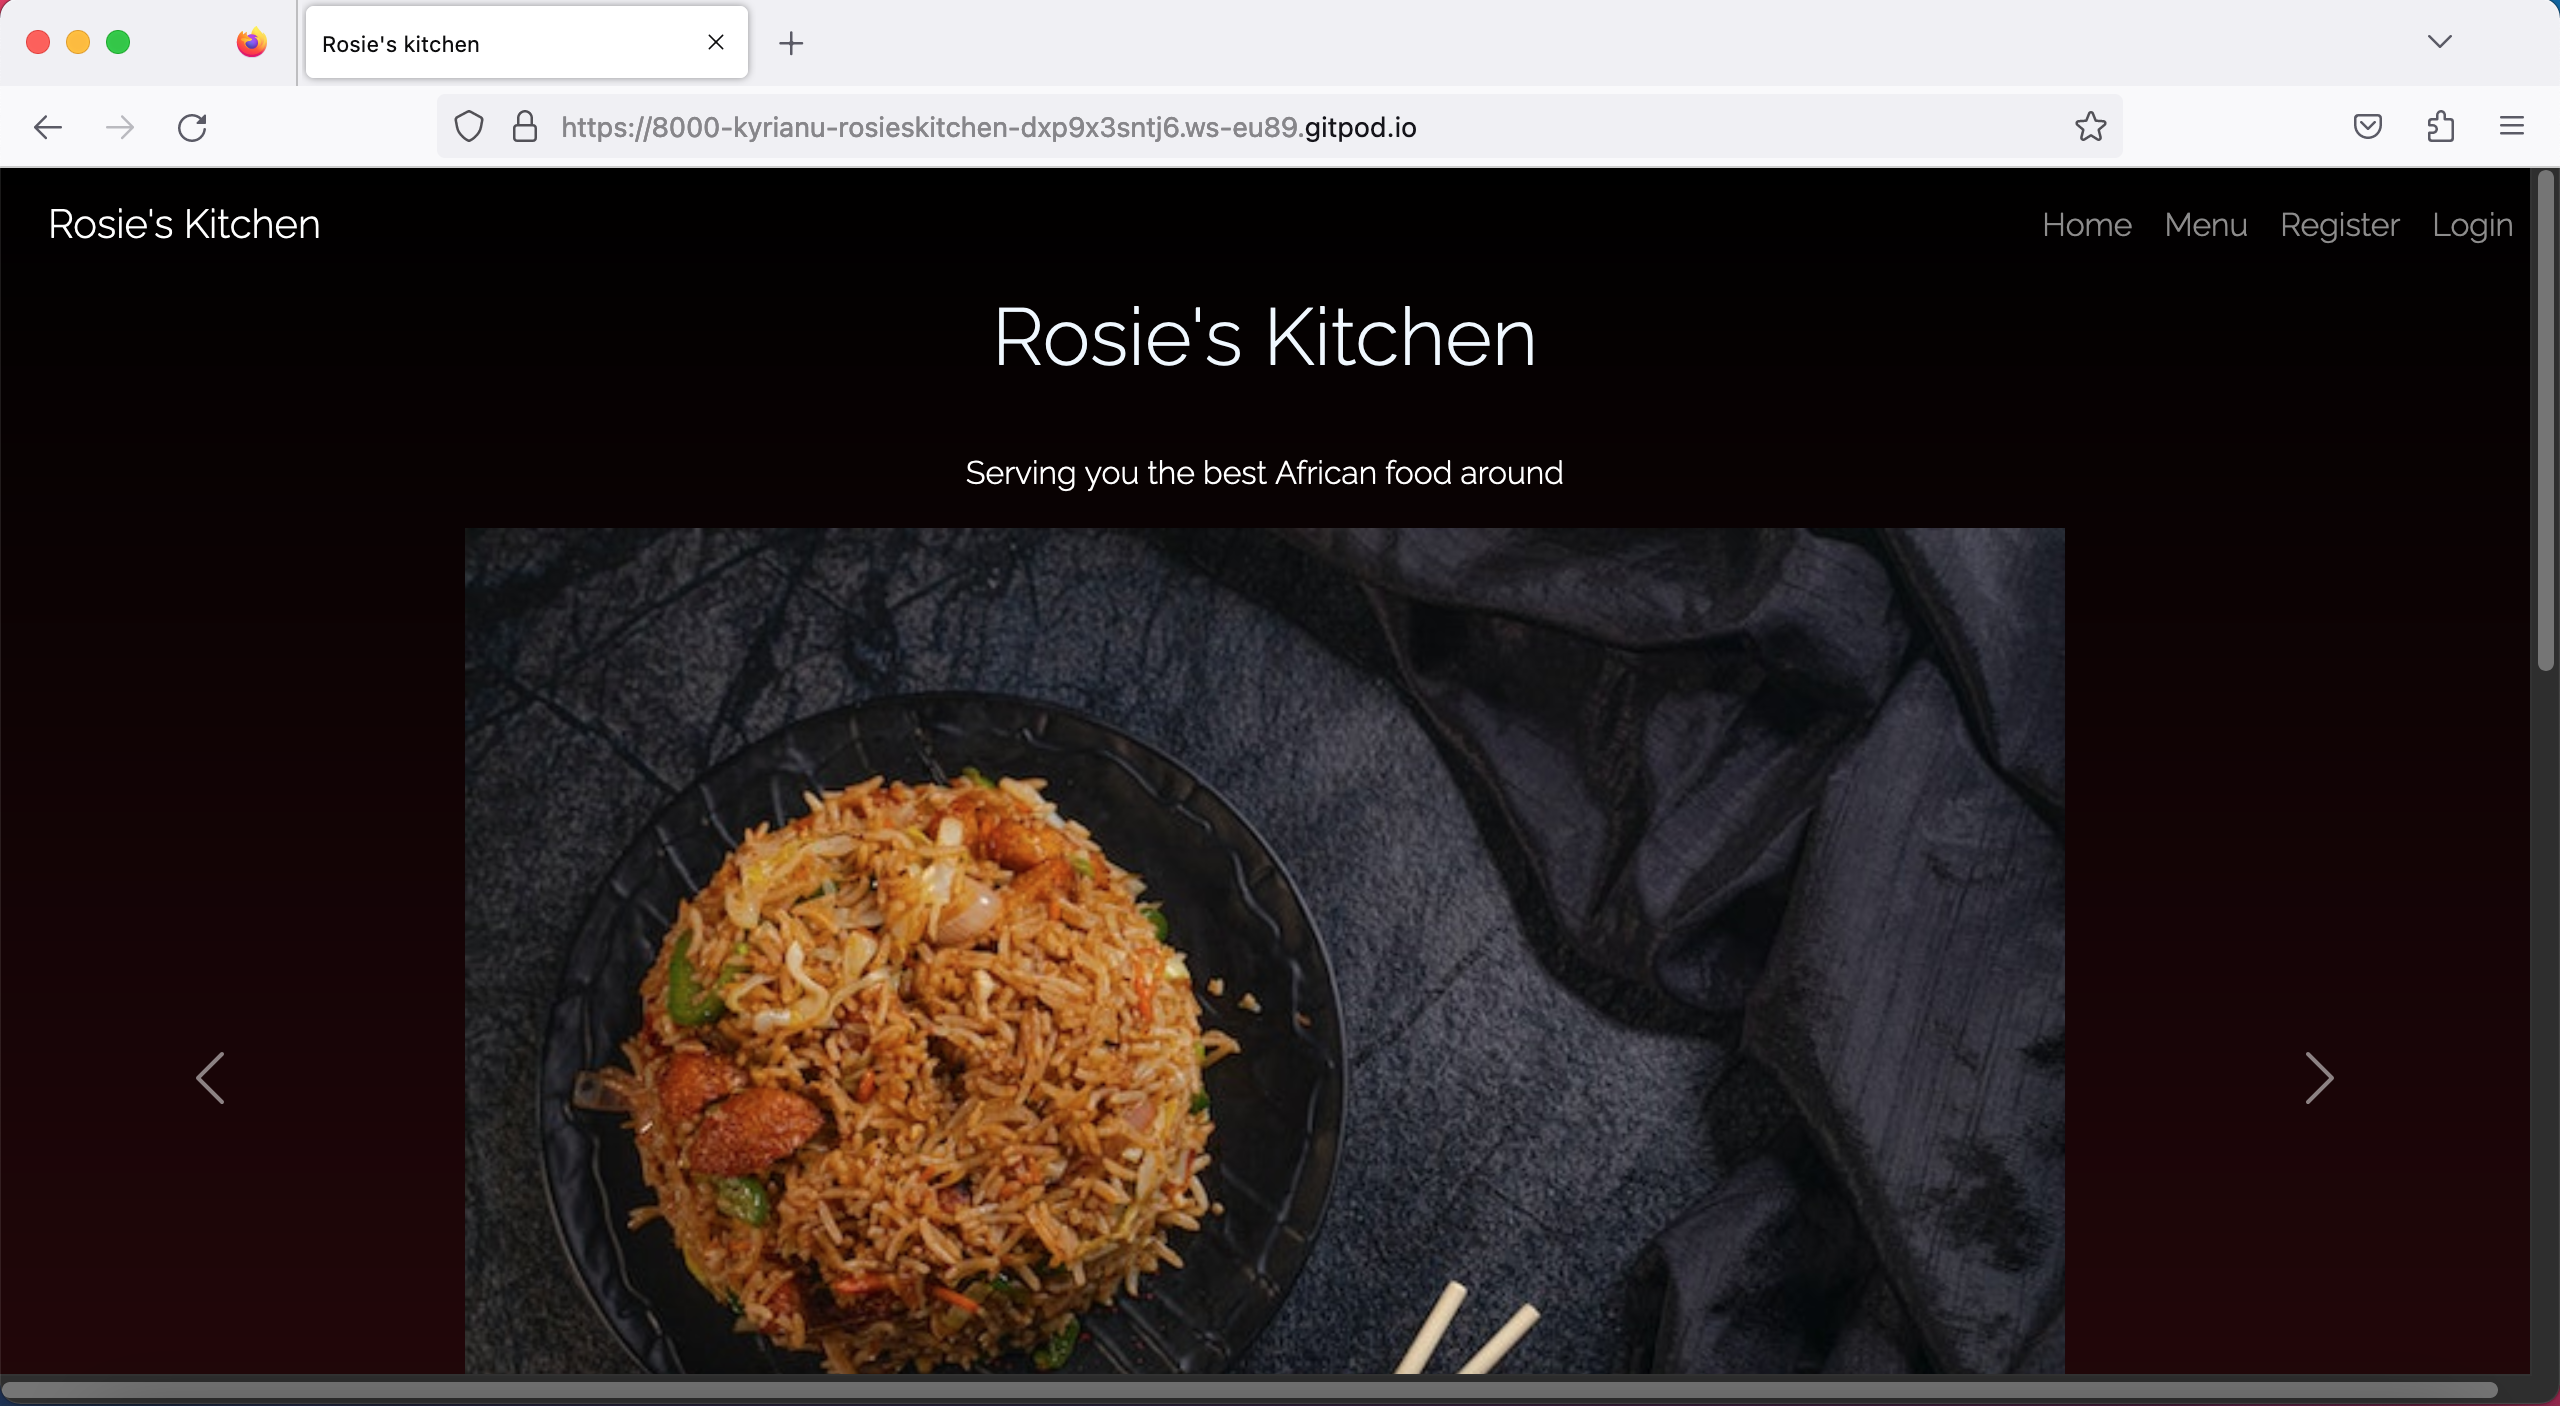 Rosie's kitchen
https://8000-kyrianu-rosieskitchen-dxp9x3sntj6.ws-eu89.gitpod.io
Rosie's Kitchen
Home Menu Register Login
Rosie's Kitchen
Serving you the best African food around